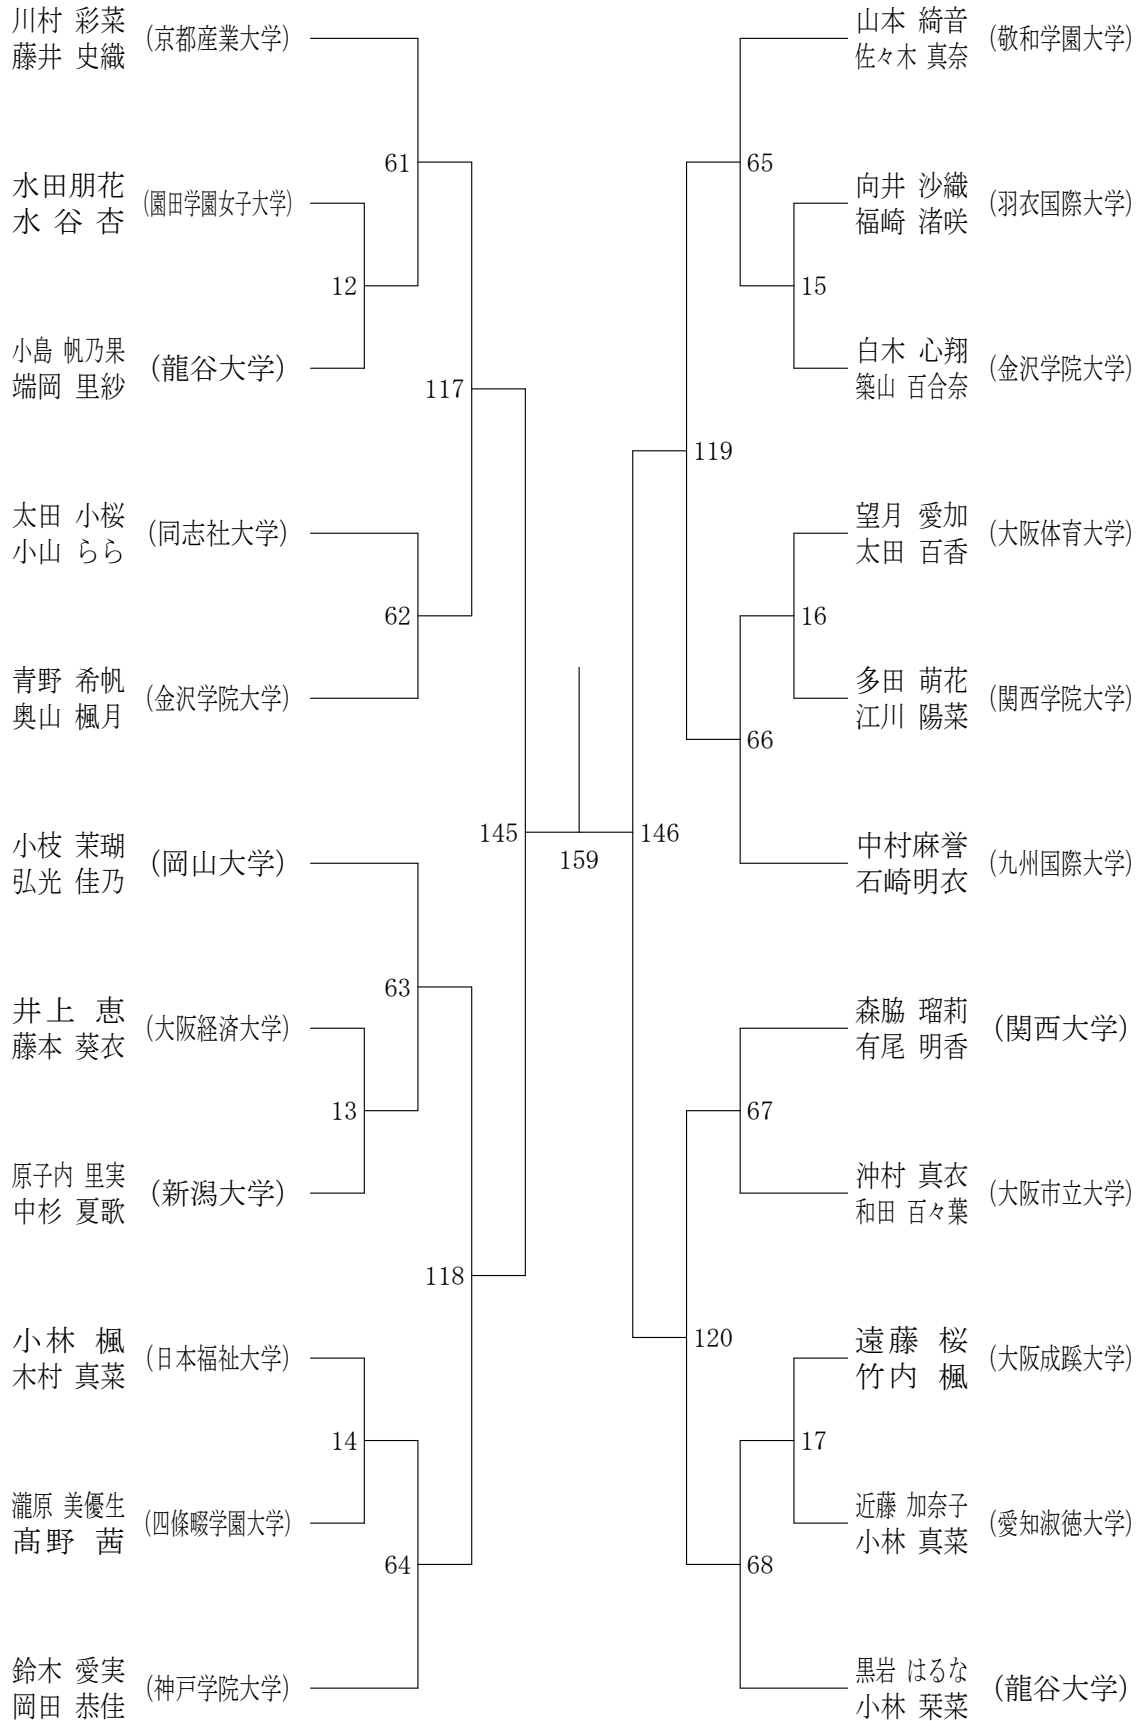 川村 彩菜
藤井 史織
(京都産業大学)
水田朋花
水谷 杏
(園田学園女子大学)
小島 帆乃果
端岡 里紗
(龍谷大学)
太田 小桜
小山 らら
(同志社大学)
青野 希帆
奥山 楓月
(金沢学院大学)
小枝 茉瑚
弘光 佳乃
(岡山大学)
井上 恵
藤本 葵衣
(大阪経済大学)
原子内 里実
中杉 夏歌
(新潟大学)
小林 楓
木村 真菜
(日本福祉大学)
瀧原 美優生
髙野 茜
(四條畷学園大学)
鈴木 愛実
岡田 恭佳
(神戸学院大学)
61
12
117
62
145
63
13
118
14
64
159
65
15
119
16
66
146
67
120
17
68
山本 綺音
佐々木 真奈
(敬和学園大学)
向井 沙織
福崎 渚咲
(羽衣国際大学)
白木 心翔
築山 百合奈
(金沢学院大学)
望月 愛加
太田 百香
(大阪体育大学)
多田 萌花
江川 陽菜
(関西学院大学)
中村麻誉
石崎明衣
(九州国際大学)
森脇 瑠莉
有尾 明香
(関西大学)
沖村 真衣
和田 百々葉
(大阪市立大学)
遠藤 桜
竹内 楓
(大阪成蹊大学)
近藤 加奈子
小林 真菜
(愛知淑徳大学)
黒岩 はるな
小林 栞菜
(龍谷大学)